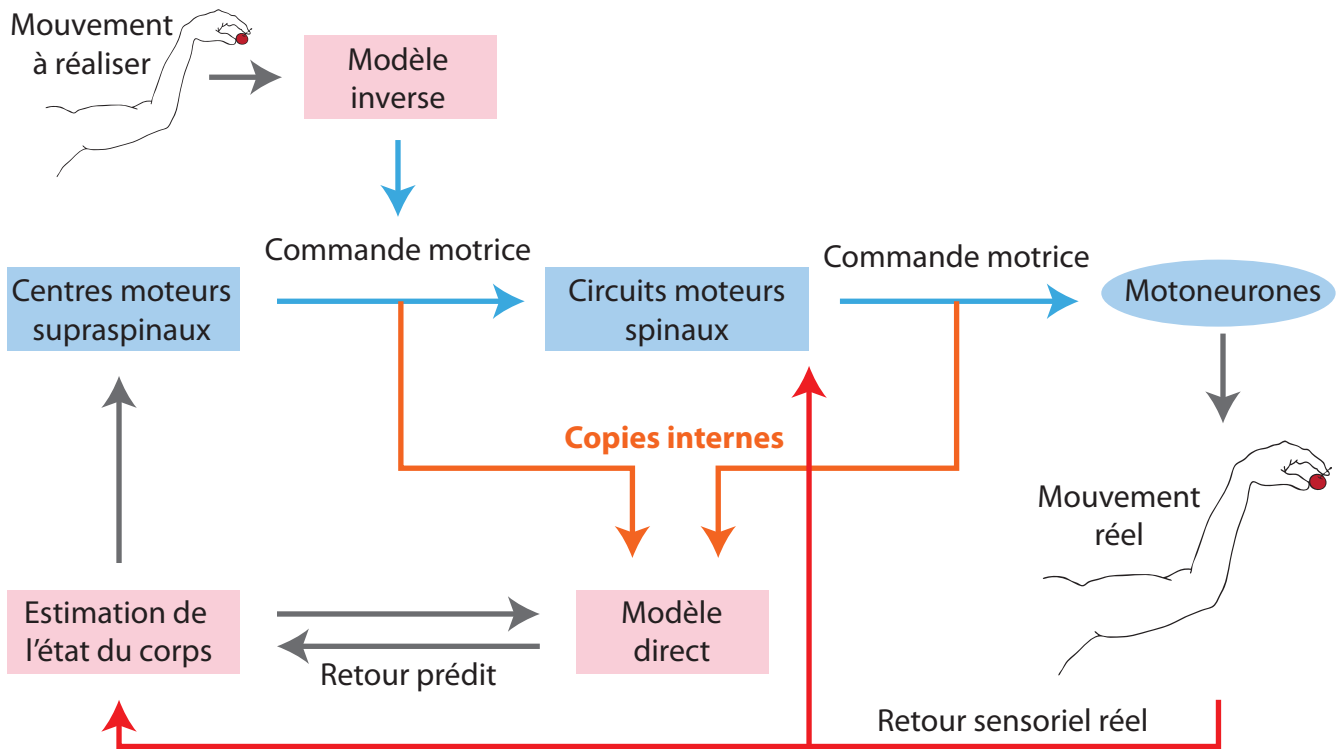 Mouvement
à réaliser
Modèle
inverse
Commande motrice
Commande motrice
Centres moteurs
supraspinaux
Circuits moteurs
spinaux
Motoneurones
Copies internes
Mouvement
réel
Estimation de
l'état du corps
Modèle
direct
Retour prédit
Retour sensoriel réel